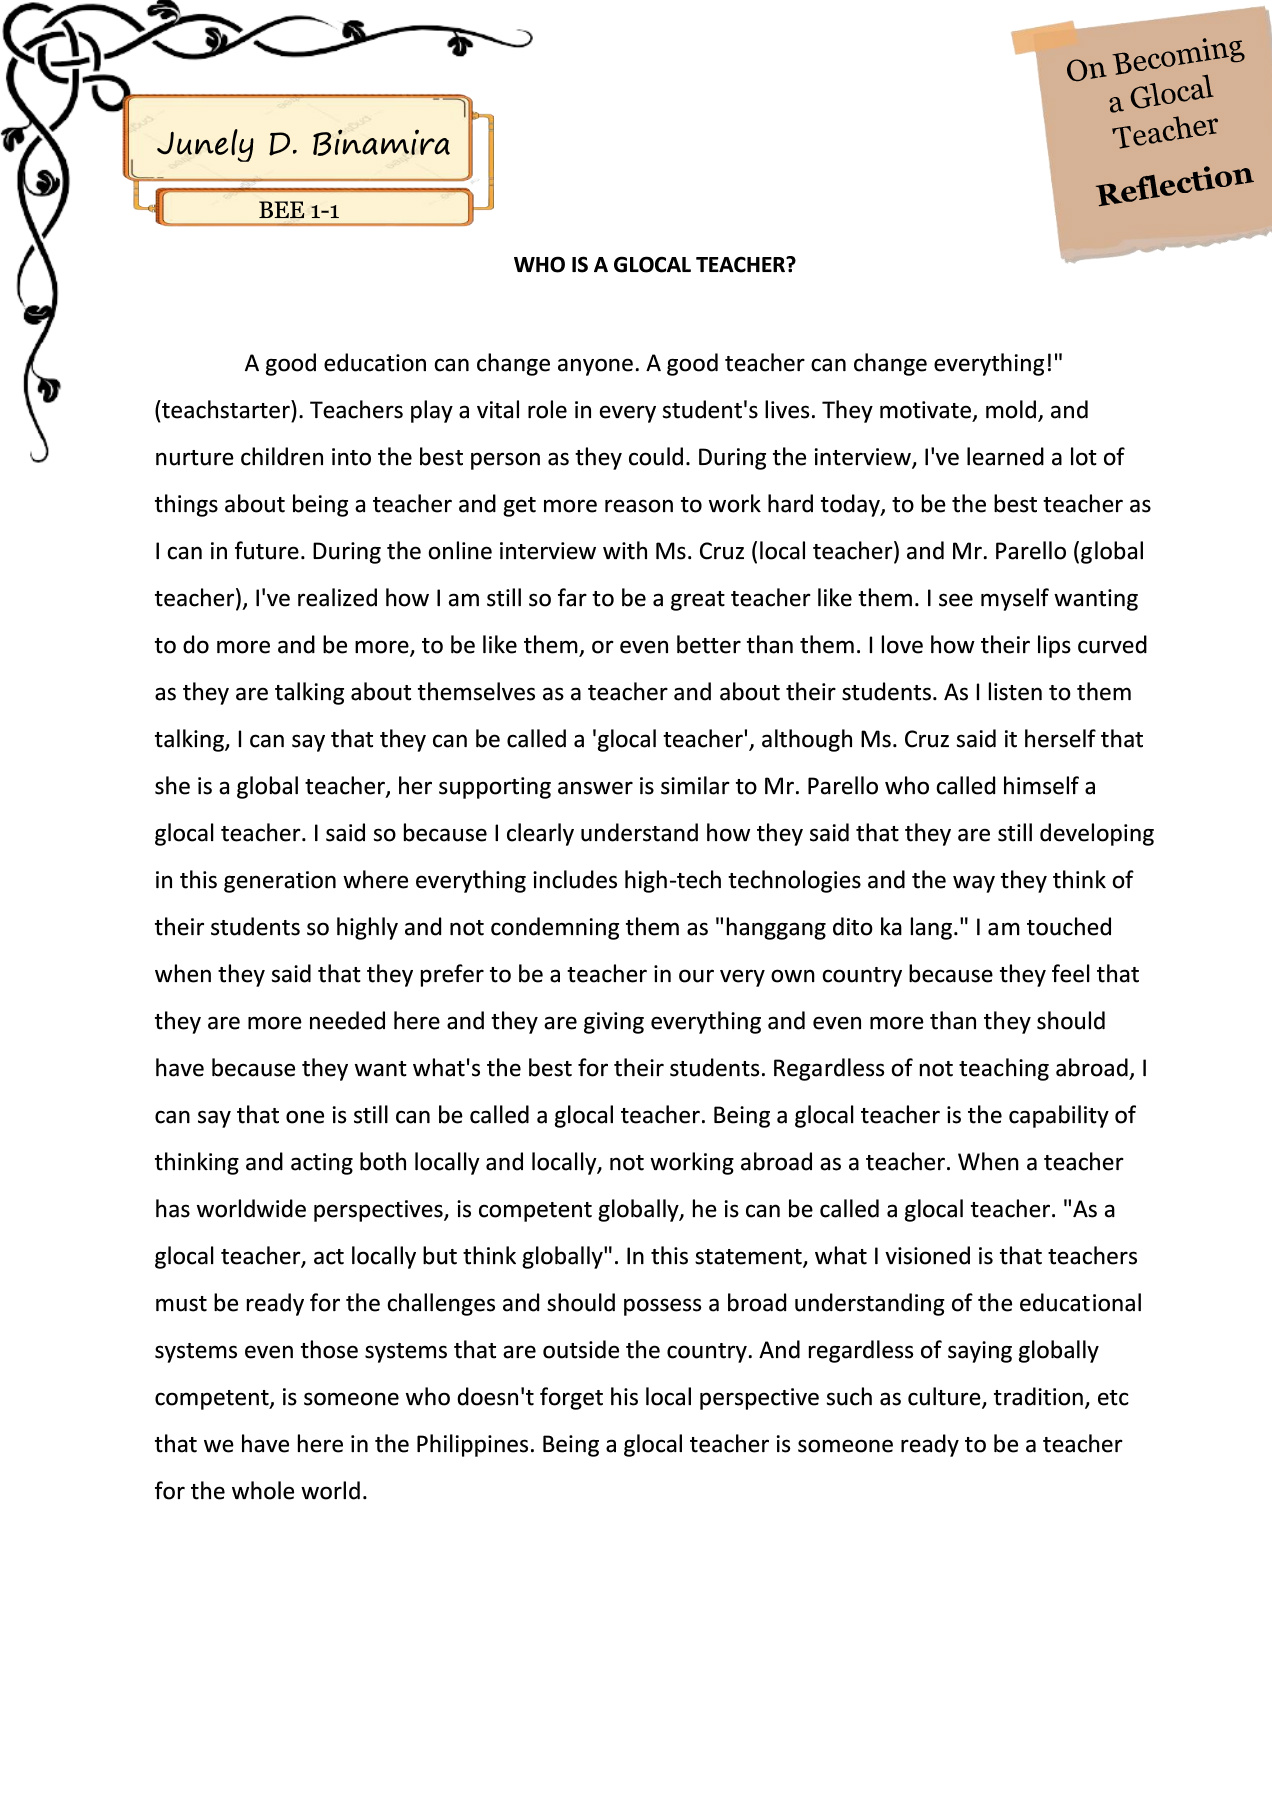 On Becoming
a Glocal
Teacher
Reflection
Junely D. Binamira
BEE 1-1
WHO IS A GLOCAL TEACHER?
A good education can change anyone. A good teacher can change everything!"
(teachstarter). Teachers play a vital role in every student's lives. They motivate, mold, and
nurture children into the best person as they could. During the interview, I've learned a lot of
things about being a teacher and get more reason to work hard today, to be the best teacher as
I can in future. During the online interview with Ms. Cruz (local teacher) and Mr. Parello (global
teacher), I've realized how I am still so far to be a great teacher like them. I see myself wanting
to do more and be more, to be like them, or even better than them. I love how their lips curved
as they are talking about themselves as a teacher and about their students. As I listen to them
talking, I can say that they can be called a 'glocal teacher', although Ms. Cruz said it herself that
she is a global teacher, her supporting answer is similar to Mr. Parello who called himself a
glocal teacher. I said so because I clearly understand how they said that they are still developing
in this generation where everything includes high-tech technologies and the way they think of
their students so highly and not condemning them as "hanggang dito ka lang." I am touched
when they said that they prefer to be a teacher in our very own country because they feel that
they are more needed here and they are giving everything and even more than they should
have because they want what's the best for their students. Regardless of not teaching abroad, I
can say that one is still can be called a glocal teacher. Being a glocal teacher is the capability of
thinking and acting both locally and locally, not working abroad as a teacher. When a teacher
has worldwide perspectives, is competent globally, he is can be called a glocal teacher. "As a
glocal teacher, act locally but think globally". In this statement, what I visioned is that teachers
must be ready for the challenges and should possess a broad understanding of the educational
systems even those systems that are outside the country. And regardless of saying globally
competent, is someone who doesn't forget his local perspective such as culture, tradition, etc
that we have here in the Philippines. Being a glocal teacher is someone ready to be a teacher
for the whole world.